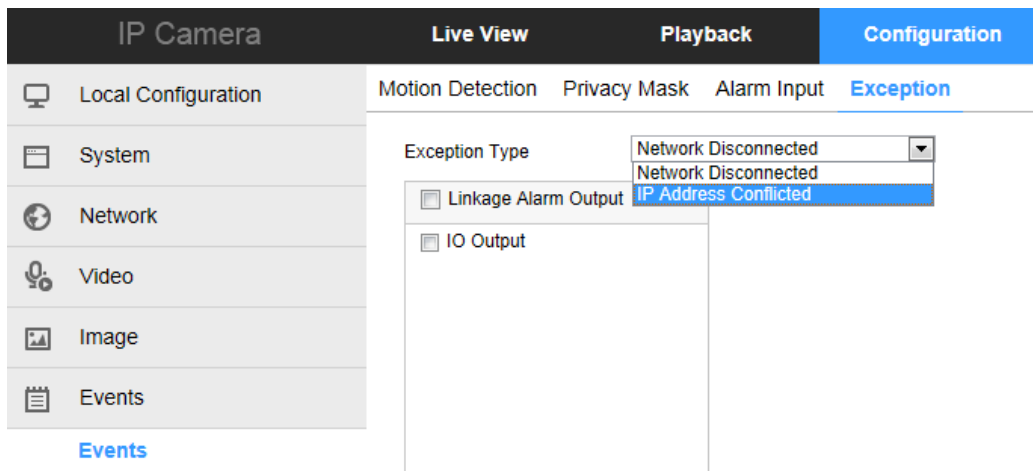 IP Camera
Live View
Playback
Configuration
Local Configuration
System
Network
Video
Image
Events
Events
Motion Detection
Privacy Mask
Alarm Input
Exception
Exception Type
Network Disconnected
Network Disconnected
IP Address Conflicted
Linkage Alarm Output
IO Output